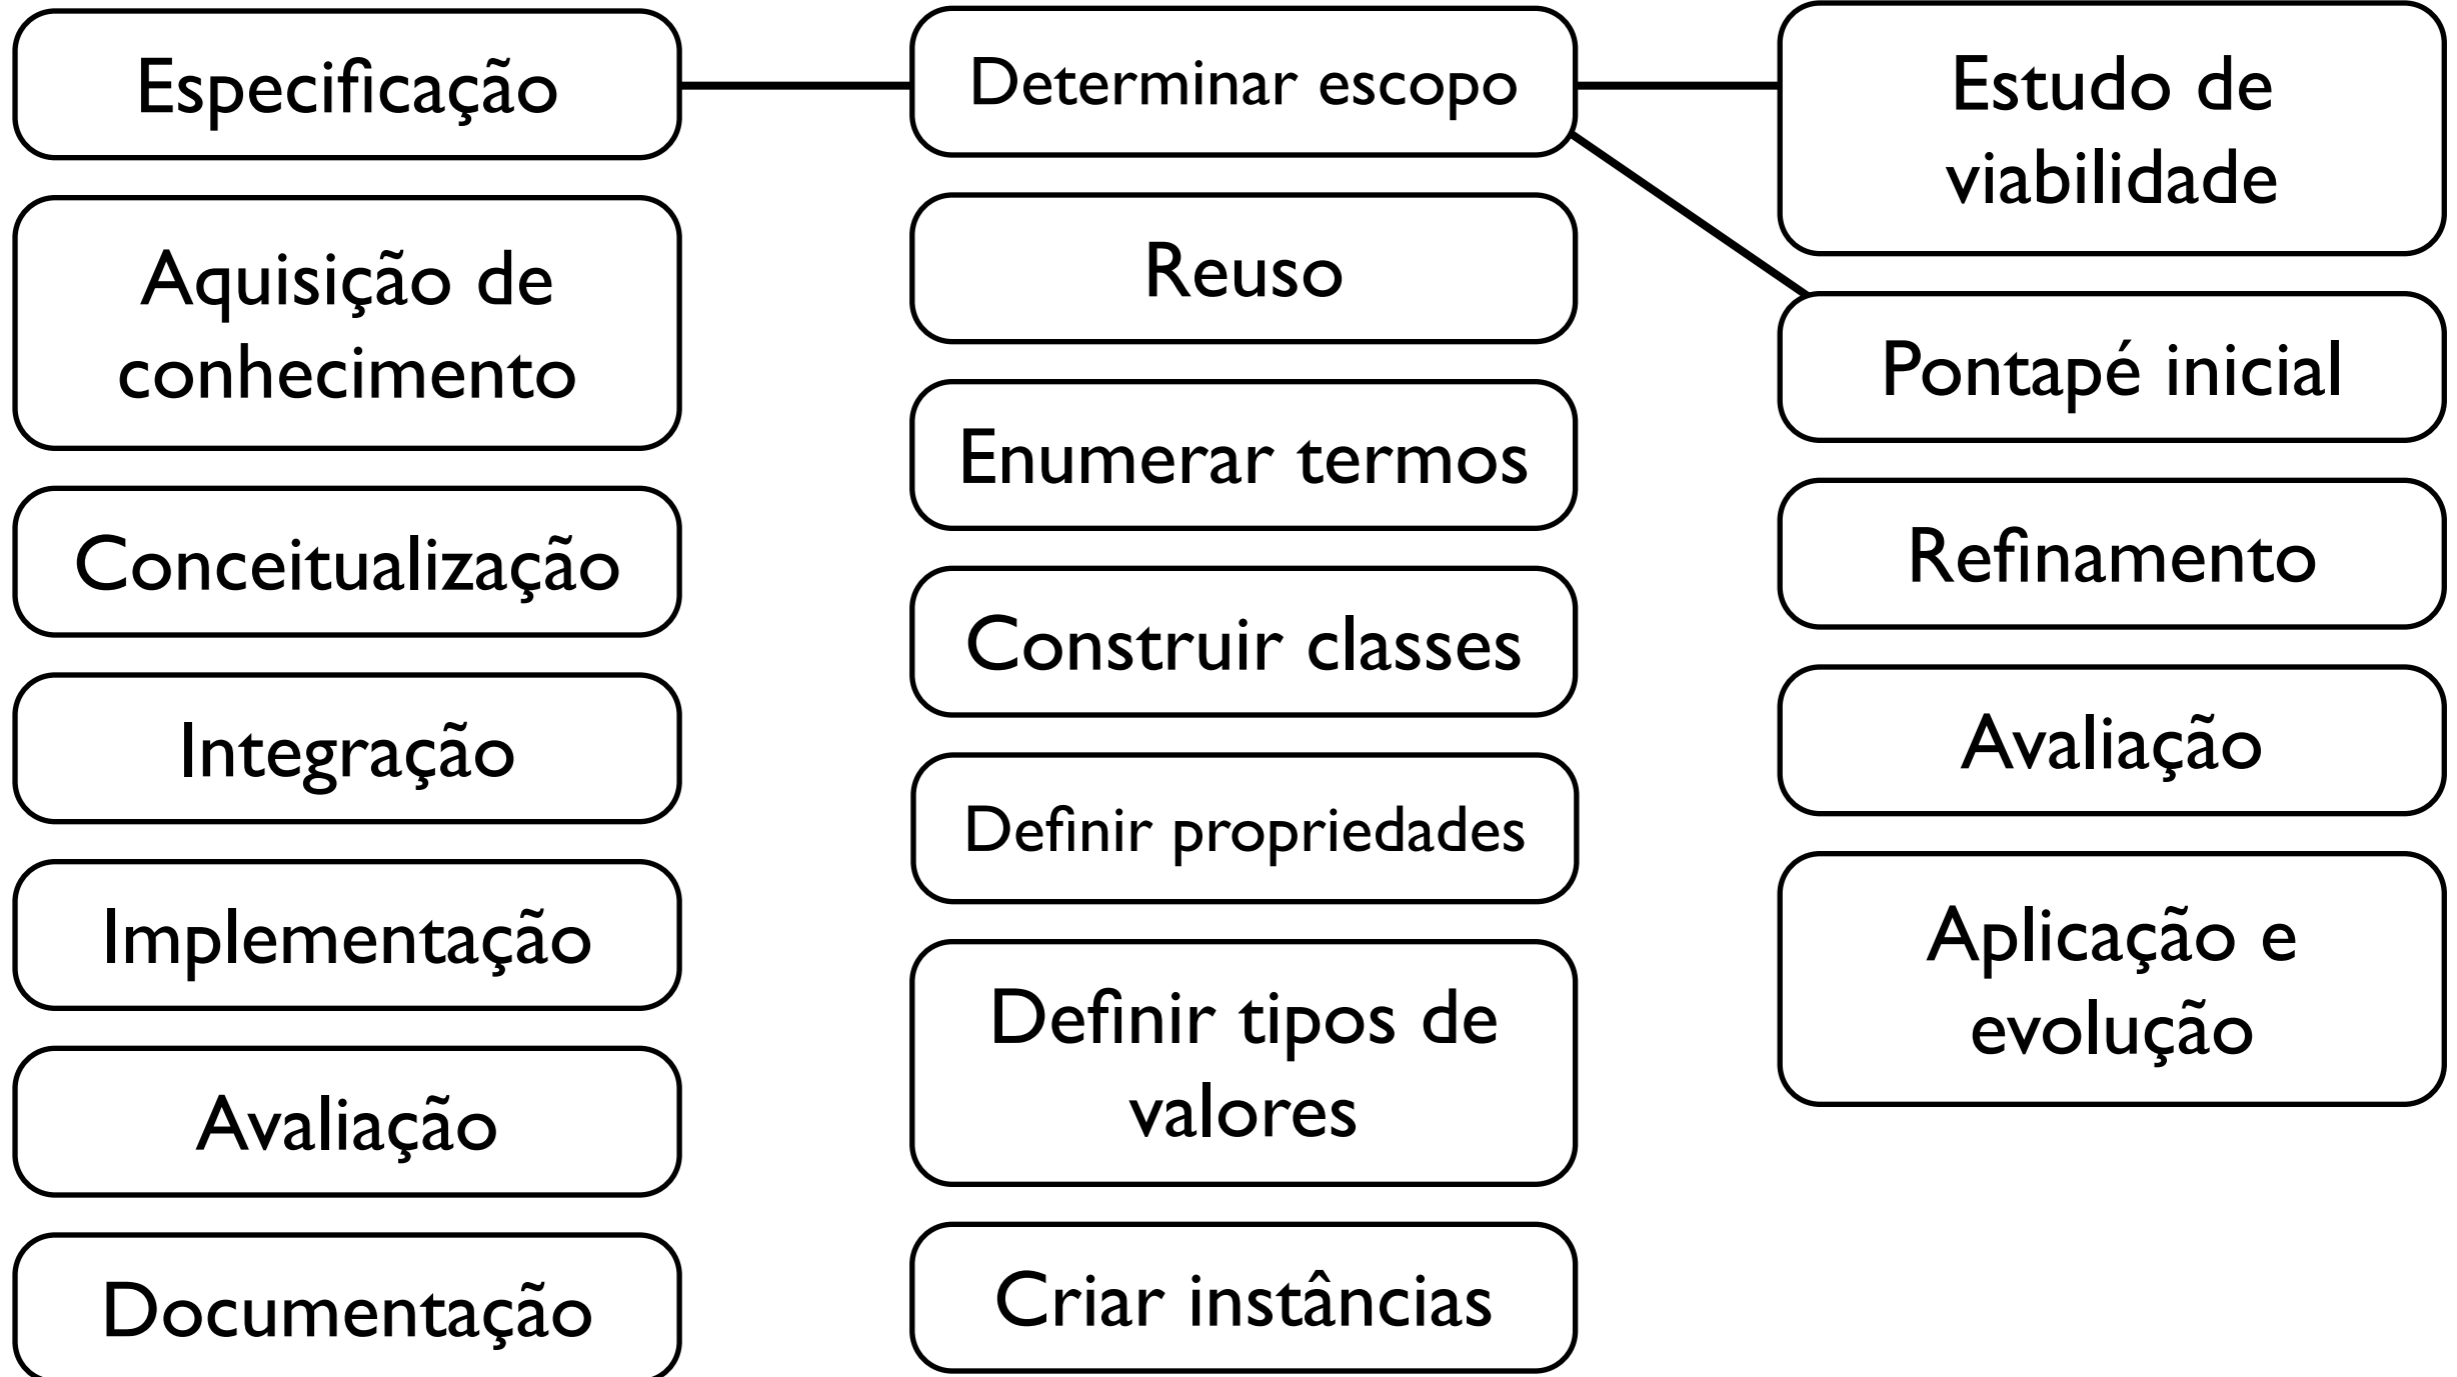 Especificação
Aquisição de
conhecimento
Conceitualização
Integração
Implementação
Avaliação
Documentação
Determinar escopo
Reuso
Enumerar termos
Construir classes
Definir propriedades
Definir tipos de
valores
Criar instâncias
Estudo de
viabilidade
Pontapé inicial
Refinamento
Avaliação
Aplicação e
evolução